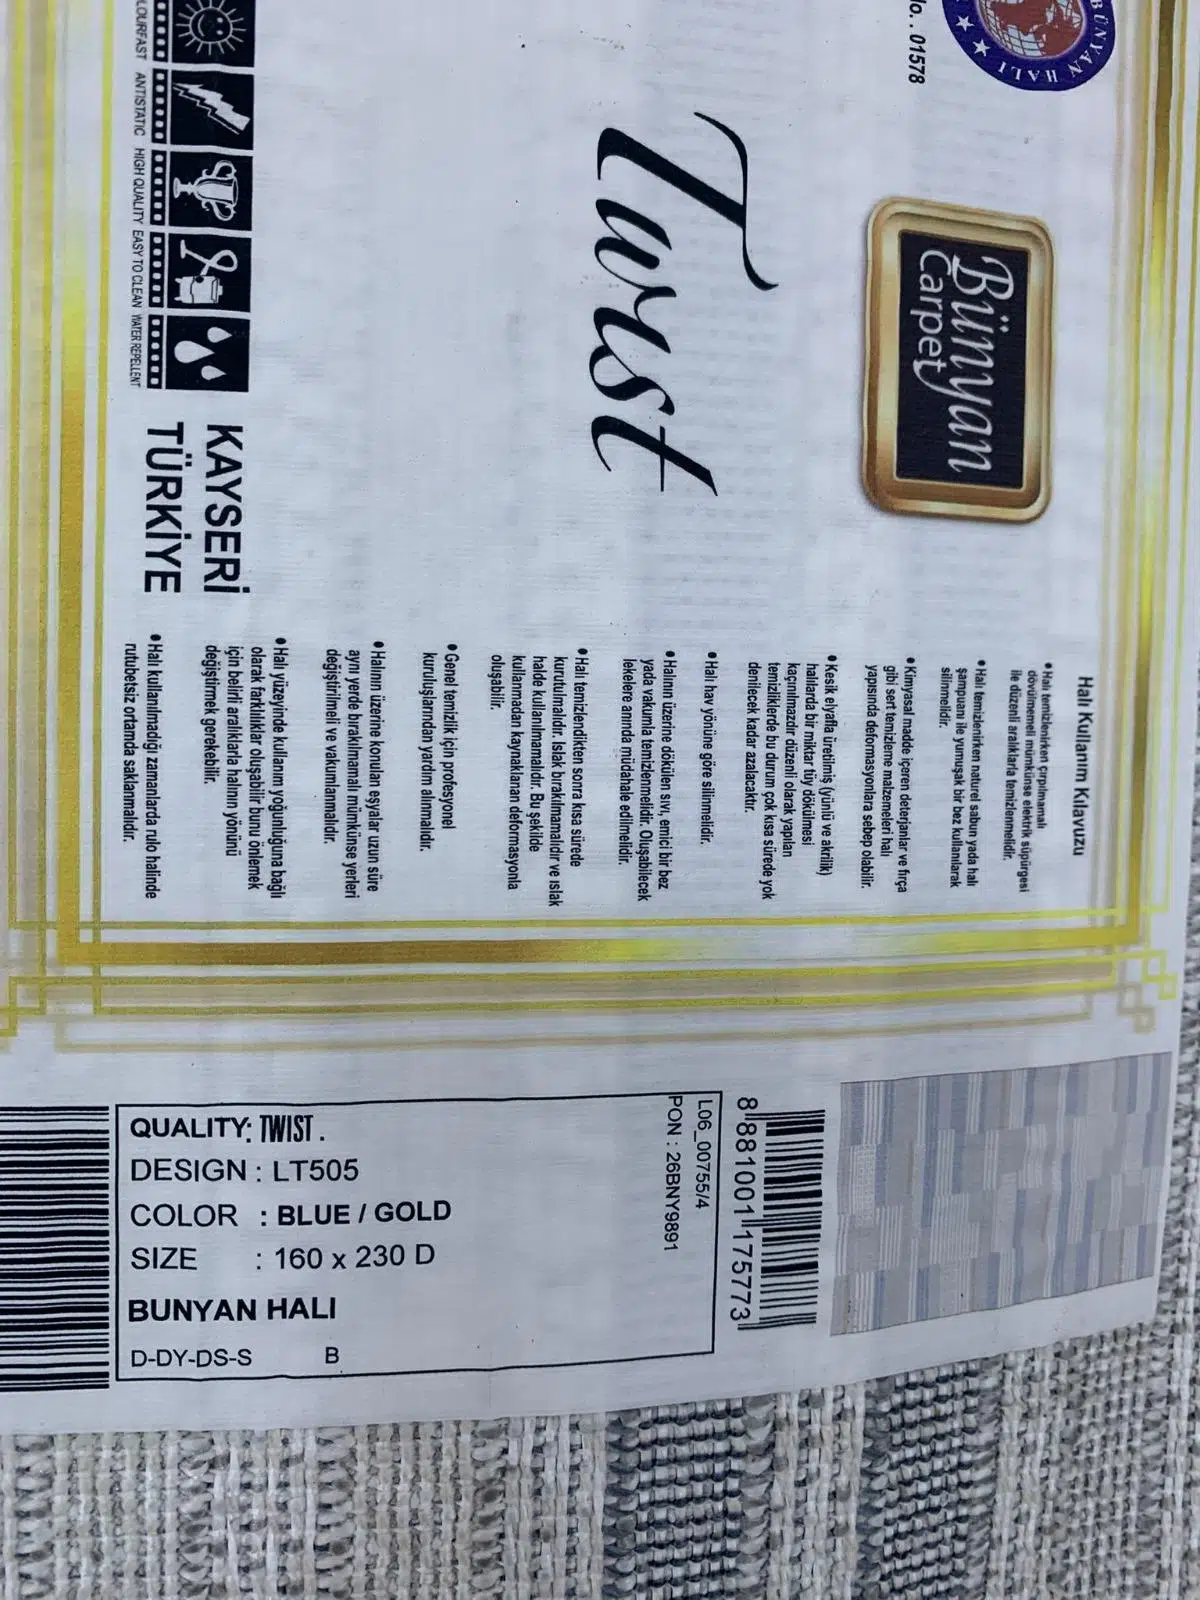 BÜNYAN HALI
No. . 01578
Bünyan
Carpet
Twist
COLOURFAST ANTISTATIC HIGH QUALITY EASY TO CLEAN WATER REPELLENT
KAYSERİ
TÜRKİYE
Halı Kullanım Kılavuzu
•Halı temizlenirken çırpılmamalı
dövülmemeli mümkünse elektrik süpürgesi
ile düzenli aralıklarla temizlenmelidir.
•Halı temizlenirken naturel sabun yada halı
şampuanı ile yumuşak bir bez kullanılarak
silinmelidir.
•Kimyasal madde içeren deterjanlar ve fırça
gibi sert temizleme malzemeleri halı
yapısında deformasyonlara sebep olabilir.
•Kesik elyafla üretilmiş (yünlü ve akrilik)
halılarda bir miktar tüy dökülmesi
kaçınılmazdır düzenli olarak yapılan
temizliklerde bu durum çok kısa sürede yok
denilecek kadar azalacaktır.
•Halı hav yönüne göre silinmelidir.
•Halının üzerine dökülen sıvı, emici bir bez
yada vakumla temizlenmelidir. Oluşabilecek
lekelere anında müdahale edilmelidir.
•Halı temizlendikten sonra kısa sürede
kurutulmalıdır. Islak bırakılmamalıdır ve ıslak
halde kullanılmamalıdır. Bu şekilde
kullanmadan kaynaklanan deformasyonla
oluşabilir.
•Genel temizlik için profesyonel
kuruluşlarından yardım alınmalıdır.
•Halının üzerine konulan eşyalar uzun süre
aynı yerde bırakılmamalı mümkünse yerleri
değiştirilmeli ve vakumlanmalıdır.
•Halı yüzeyinde kullanım yoğunluğuna bağlı
olarak farklılıklar oluşabilir bunu önlemek
için belirli aralıklarla halının yönünü
değiştirmek gerekebilir.
•Halı kullanılmadığı zamanlarda rulo halinde
rutubetsiz ortamda saklanmalıdır.
8 881001 175773
L06_00755/4
PON : 26BNY9891
QUALITY: TWIST .
DESIGN : LT505
COLOR : BLUE / GOLD
SIZE : 160 x 230 D
BUNYAN HALI
D-DY-DS-S B